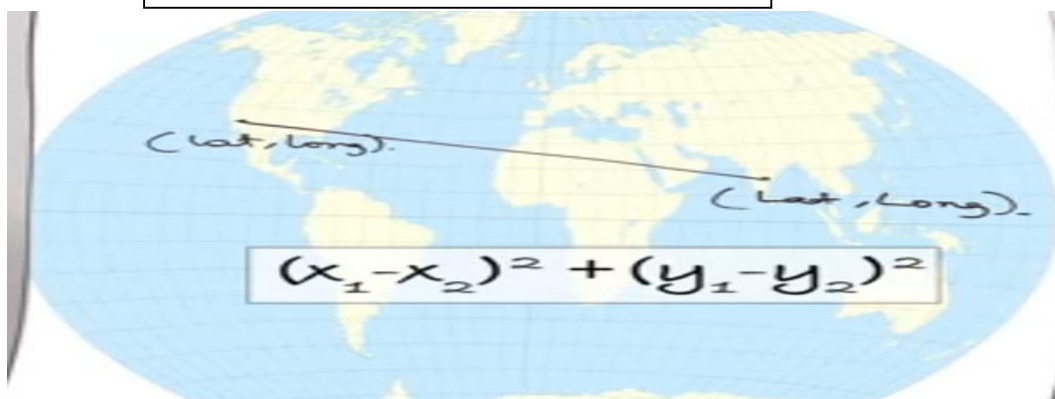 (Lat, Long).
(Lat, Long).
(x₁-x₂)² + (y₁-y₂)²